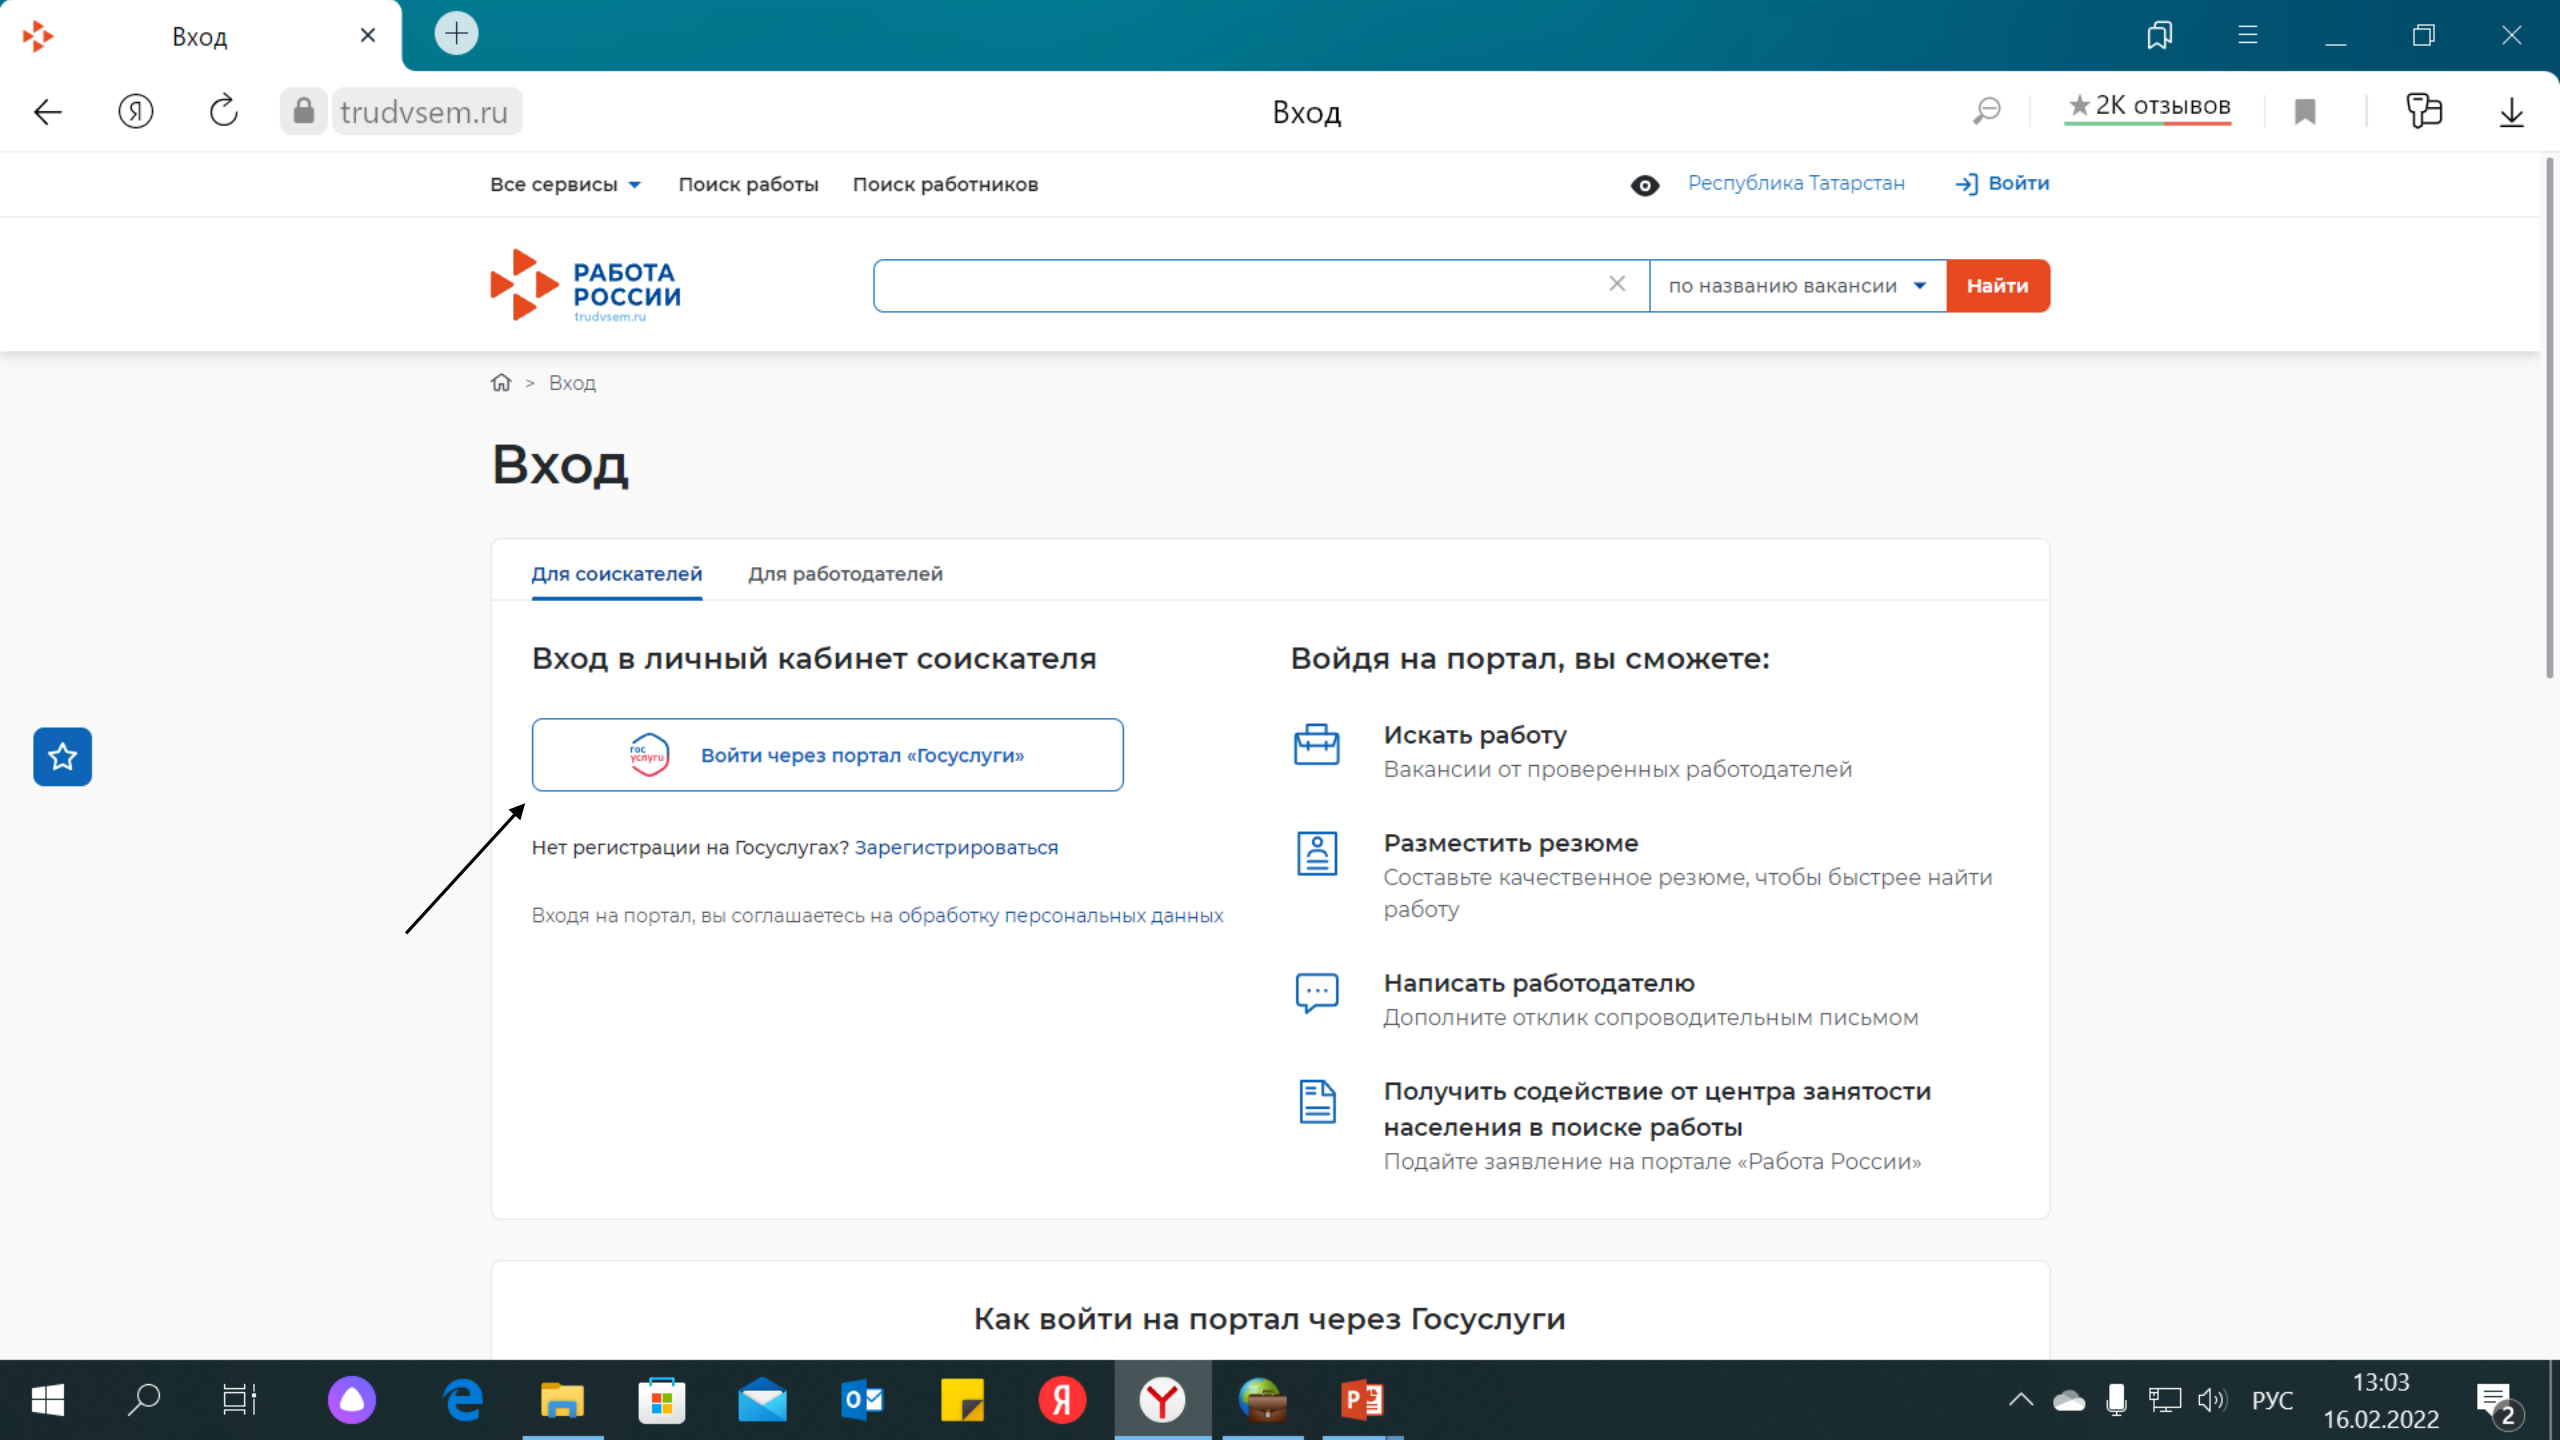 Вход
trudvsem.ru
Вход
2K отзывов
Все сервисы
Поиск работы
Поиск работников
Республика Татарстан
Войти
РАБОТА
РОССИИ
trudvsem.ru
по названию вакансии
Найти
> Вход
Вход
Для соискателей
Для работодателей
Вход в личный кабинет соискателя
гос
услуги
Войти через портал «Госуслуги»
Нет регистрации на Госуслугах? Зарегистрироваться
Входя на портал, вы соглашаетесь на обработку персональных данных
Войдя на портал, вы сможете:
Искать работу
Вакансии от проверенных работодателей
Разместить резюме
Составьте качественное резюме, чтобы быстрее найти
работу
Написать работодателю
Дополните отклик сопроводительным письмом
Получить содействие от центра занятости
населения в поиске работы
Подайте заявление на портале «Работа России»
Как войти на портал через Госуслуги
РУС
13:03
16.02.2022
2